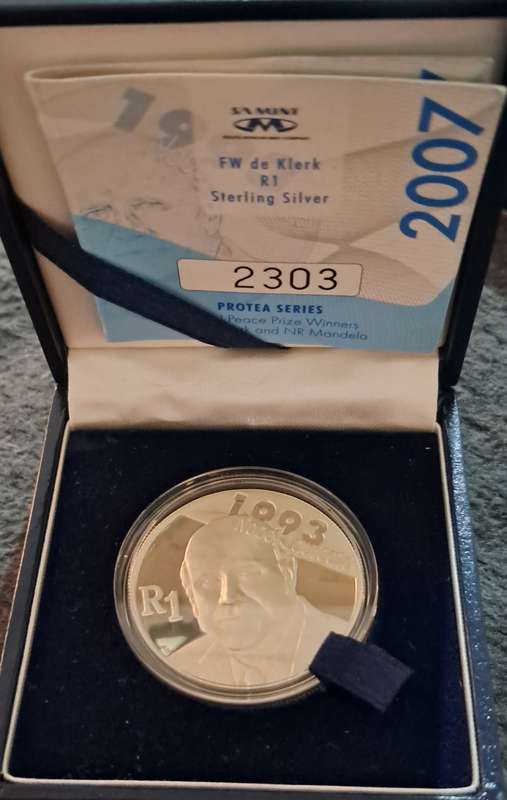 19
SA MINT
FW de Klerk
R1
Sterling Silver
2007
2303
PROTEA SERIES
Peace Prize Winners
and NR Mandela
1993
R1